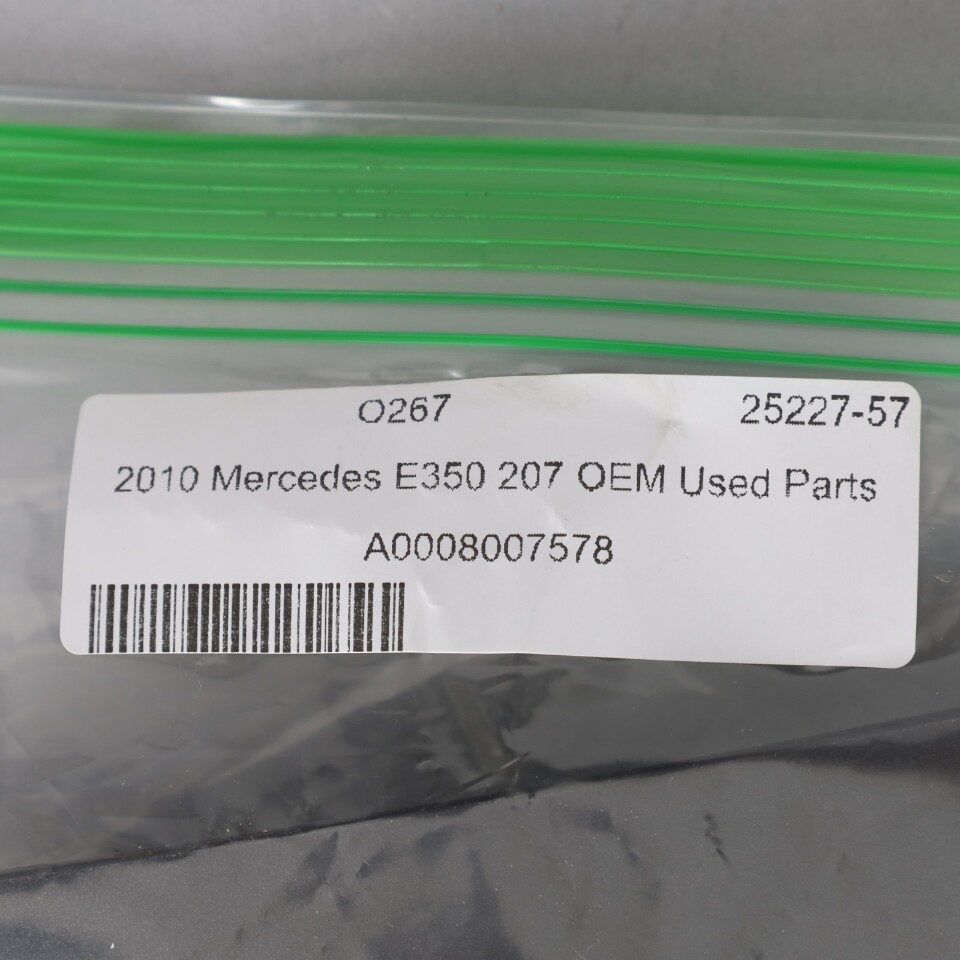 O267 25227-57
2010 Mercedes E350 207 OEM Used Parts
A0008007578